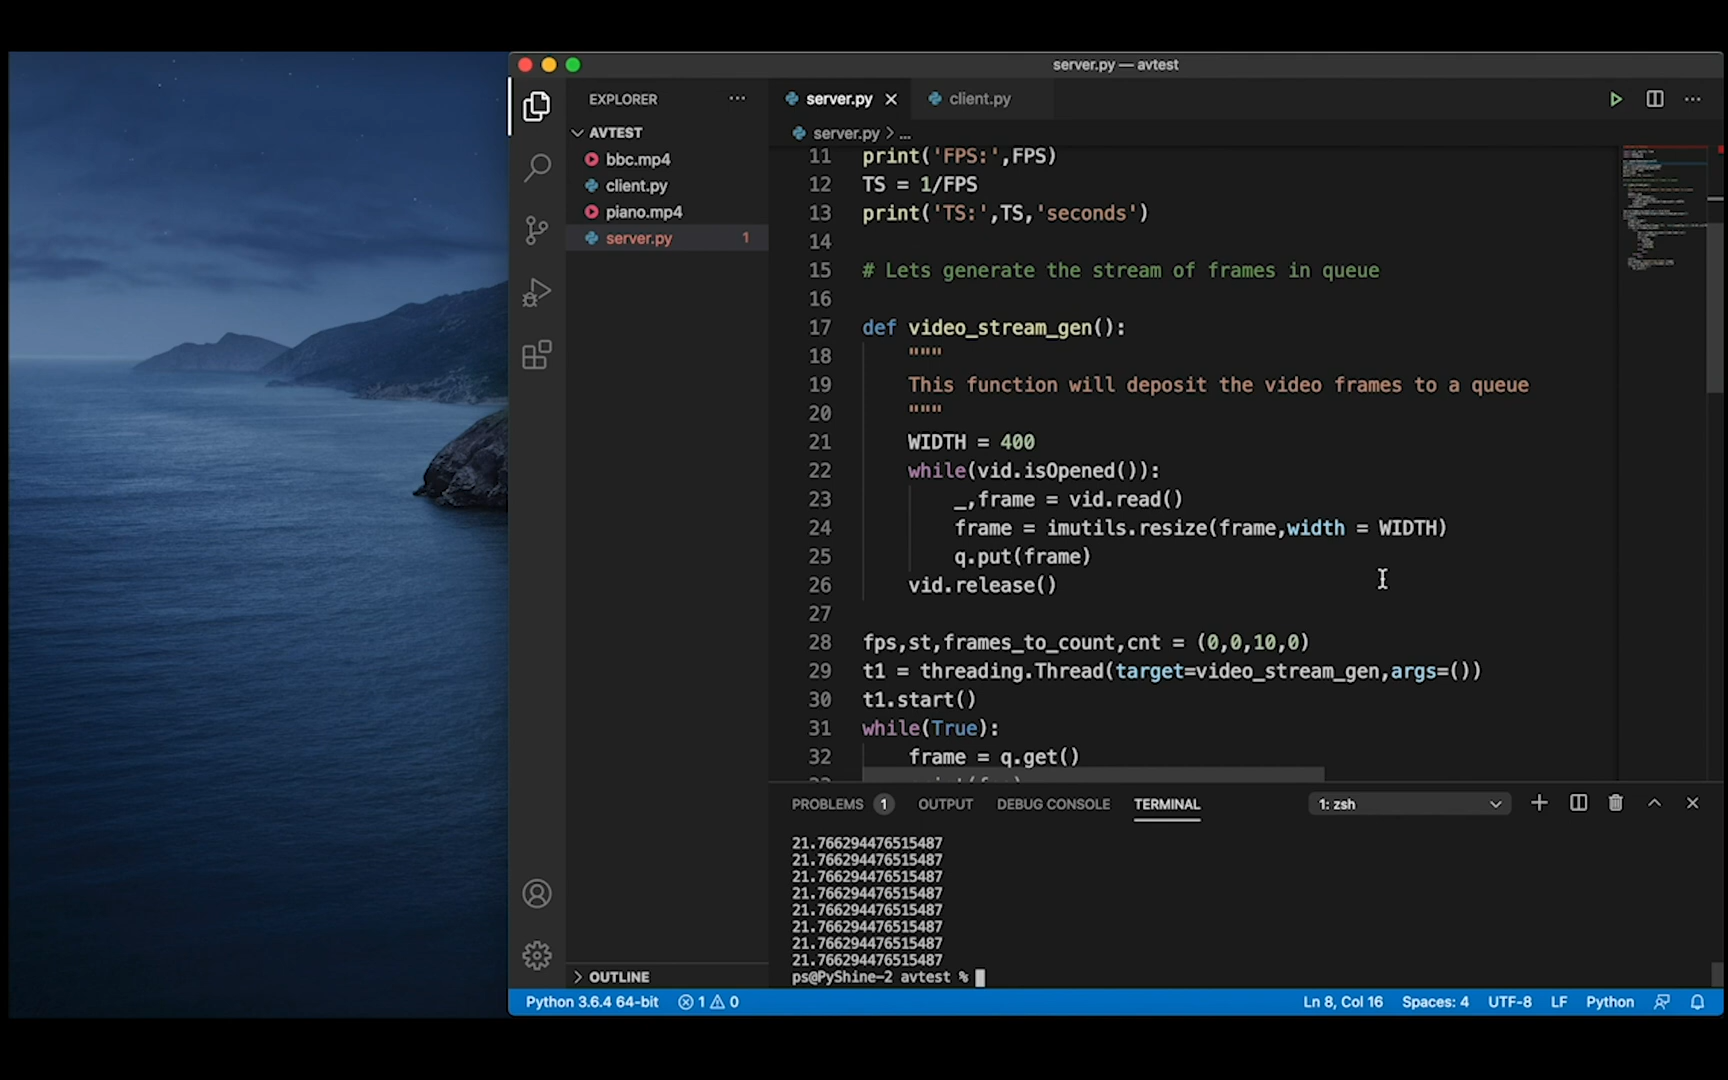 server.py — avtest
EXPLORER
server.py
client.py
AVTEST
server.py > ...
bbc.mp4
client.py
piano.mp4
server.py 1
11 print('FPS:',FPS)
12 TS = 1/FPS
13 print('TS:',TS,'seconds')
14
15 # Lets generate the stream of frames in queue
16
17 def video_stream_gen():
18 """
19 This function will deposit the video frames to a queue
20 """
21 WIDTH = 400
22 while(vid.isOpened()):
23 _,frame = vid.read()
24 frame = imutils.resize(frame,width = WIDTH)
25 q.put(frame)
26 vid.release()
27
28 fps,st,frames_to_count,cnt = (0,0,10,0)
29 t1 = threading.Thread(target=video_stream_gen,args=())
30 t1.start()
31 while(True):
32 frame = q.get()
PROBLEMS 1 OUTPUT DEBUG CONSOLE TERMINAL 1: zsh
21.766294476515487
21.766294476515487
21.766294476515487
21.766294476515487
21.766294476515487
21.766294476515487
21.766294476515487
21.766294476515487
ps@PyShine-2 avtest %
OUTLINE
Python 3.6.4 64-bit 1 0 Ln 8, Col 16 Spaces: 4 UTF-8 LF Python